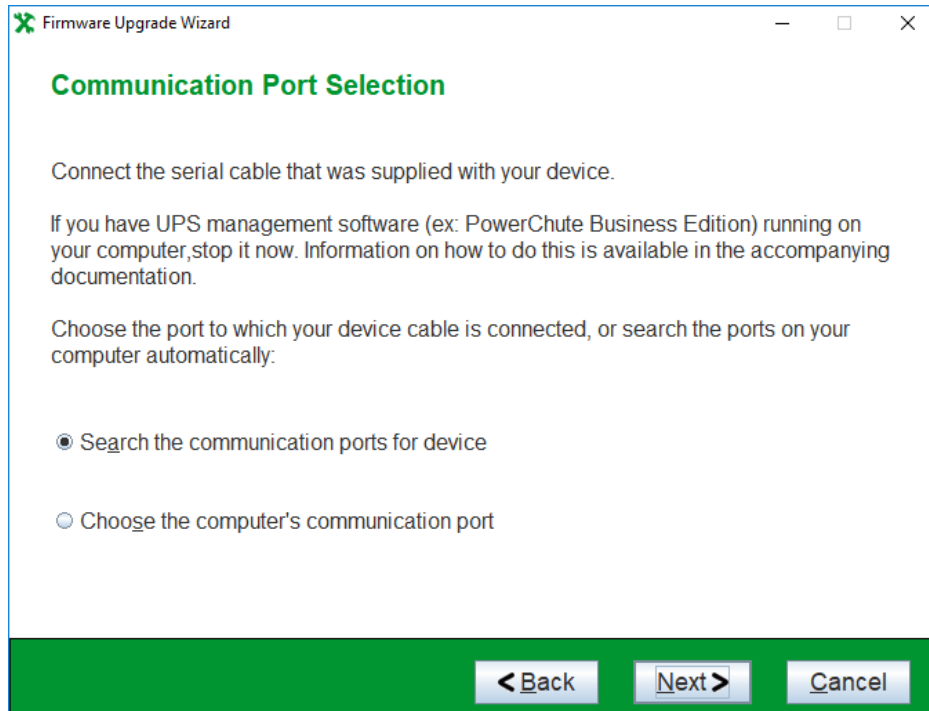 Firmware Upgrade Wizard
Communication Port Selection
Connect the serial cable that was supplied with your device.
If you have UPS management software (ex: PowerChute Business Edition) running on
your computer,stop it now. Information on how to do this is available in the accompanying
documentation.
Choose the port to which your device cable is connected, or search the ports on your
computer automatically:
Search the communication ports for device
Choose the computer's communication port
< Back Next > Cancel